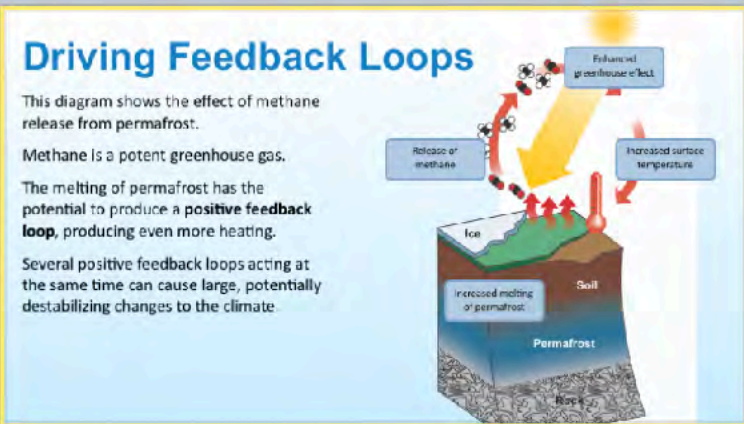 Driving Feedback Loops
This diagram shows the effect of methane
release from permafrost.
Methane is a potent greenhouse gas.
The melting of permafrost has the
potential to produce a positive feedback
loop, producing even more heating.
Several positive feedback loops acting at
the same time can cause large, potentially
destabilizing changes to the climate
Enhanced
greenhouse effect
Release of
methane
Increased surface
temperature
Ice
Soil
Increased melting
of permafrost
Permafrost
Rock